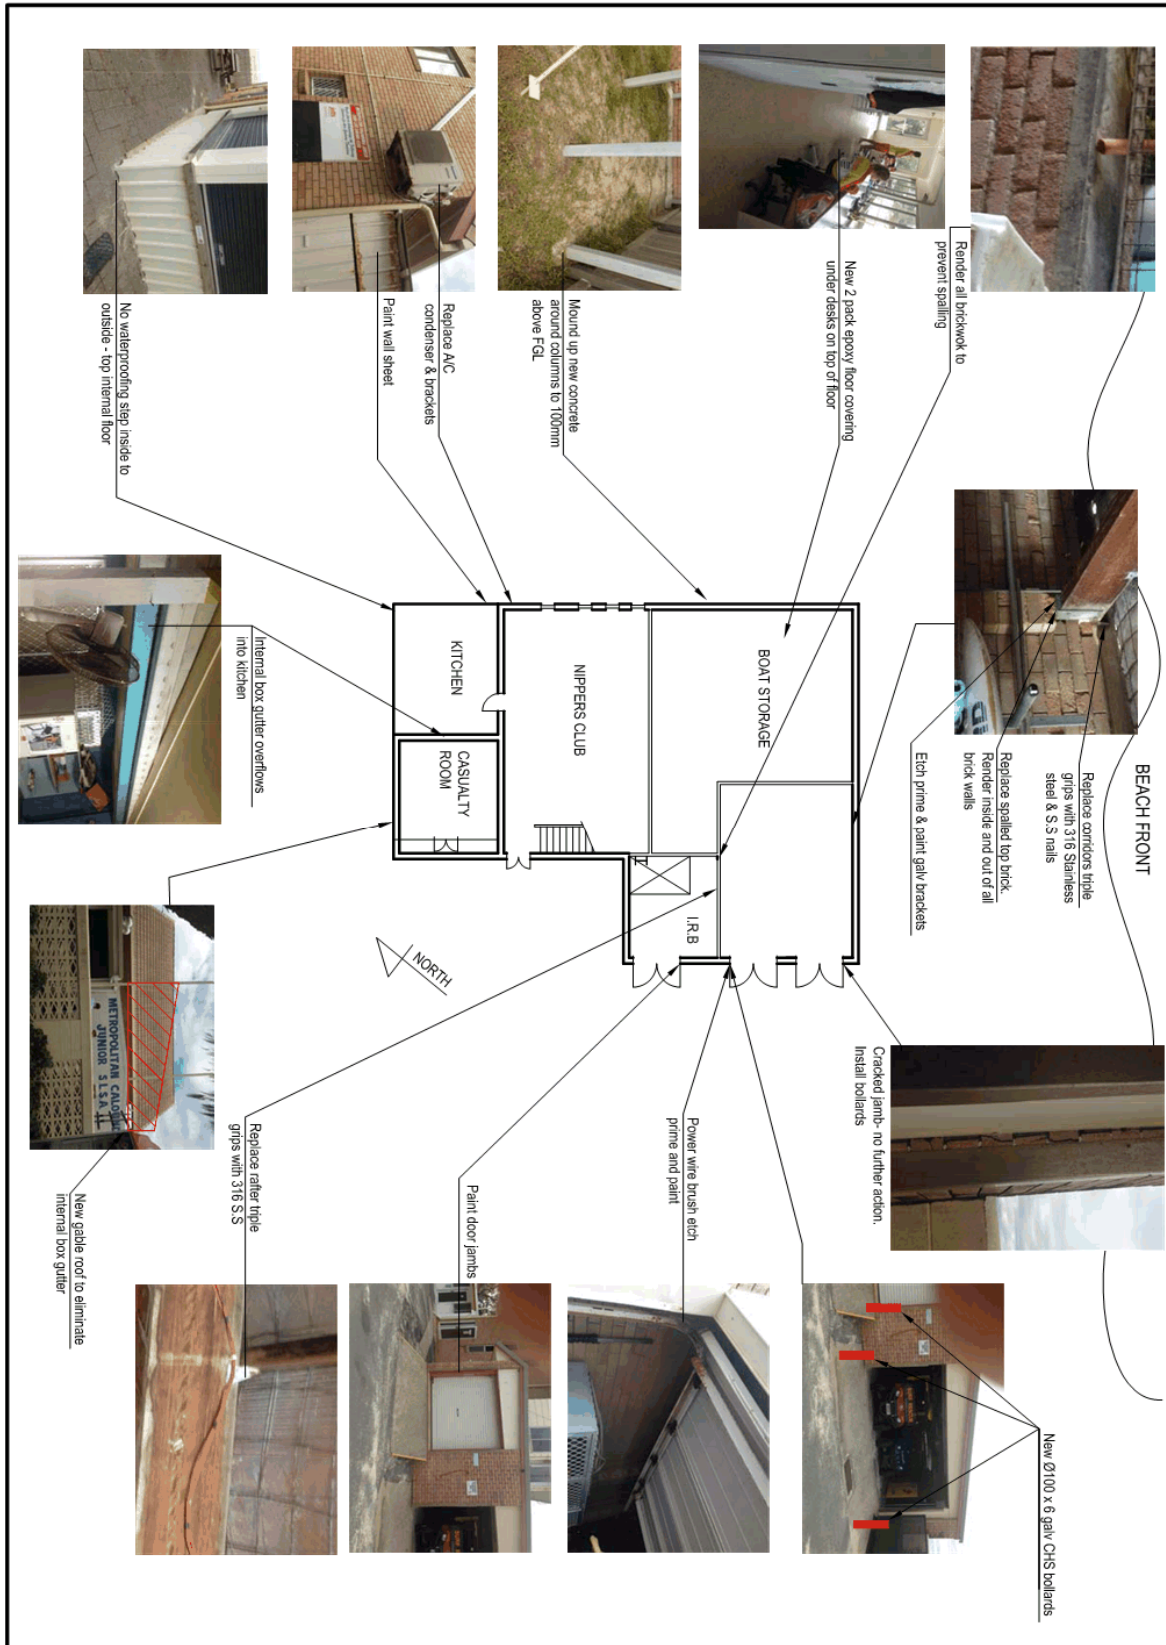 BEACH FRONT
Render all brickwok to
prevent spalling
New 2 pack epoxy floor covering
under desks on top of floor
Mound up new concrete
around columns to 100mm
above FGL
Replace A/C
condenser & brackets
Paint wall sheet
No waterproofing step inside to
outside - top internal floor
Replace corridors triple
grips with 316 Stainless
steel & S.S nails
Replace spalled top brick.
Render inside and out of all
brick walls
Etch prime & paint galv brackets
BOAT STORAGE
NIPPERS CLUB
KITCHEN
CASUALTY
ROOM
I.R.B
NORTH
Internal box gutter overflows
into kitchen
Cracked jamb- no further action.
Install bollards
Power wire brush etch
prime and paint
Paint door jambs
Replace rafter triple
grips with 316 S.S
METROPOLITAN
JUNIOR S.L.S.A
New gable roof to eliminate
internal box gutter
New Ø100 x 6 galv CHS bollards